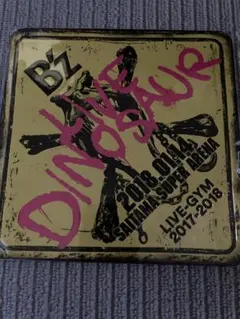 B'z
LIVE
DINOSAUR
2018.01.14
SAITAMA SUPER ARENA
LIVE-GYM
2017-2018